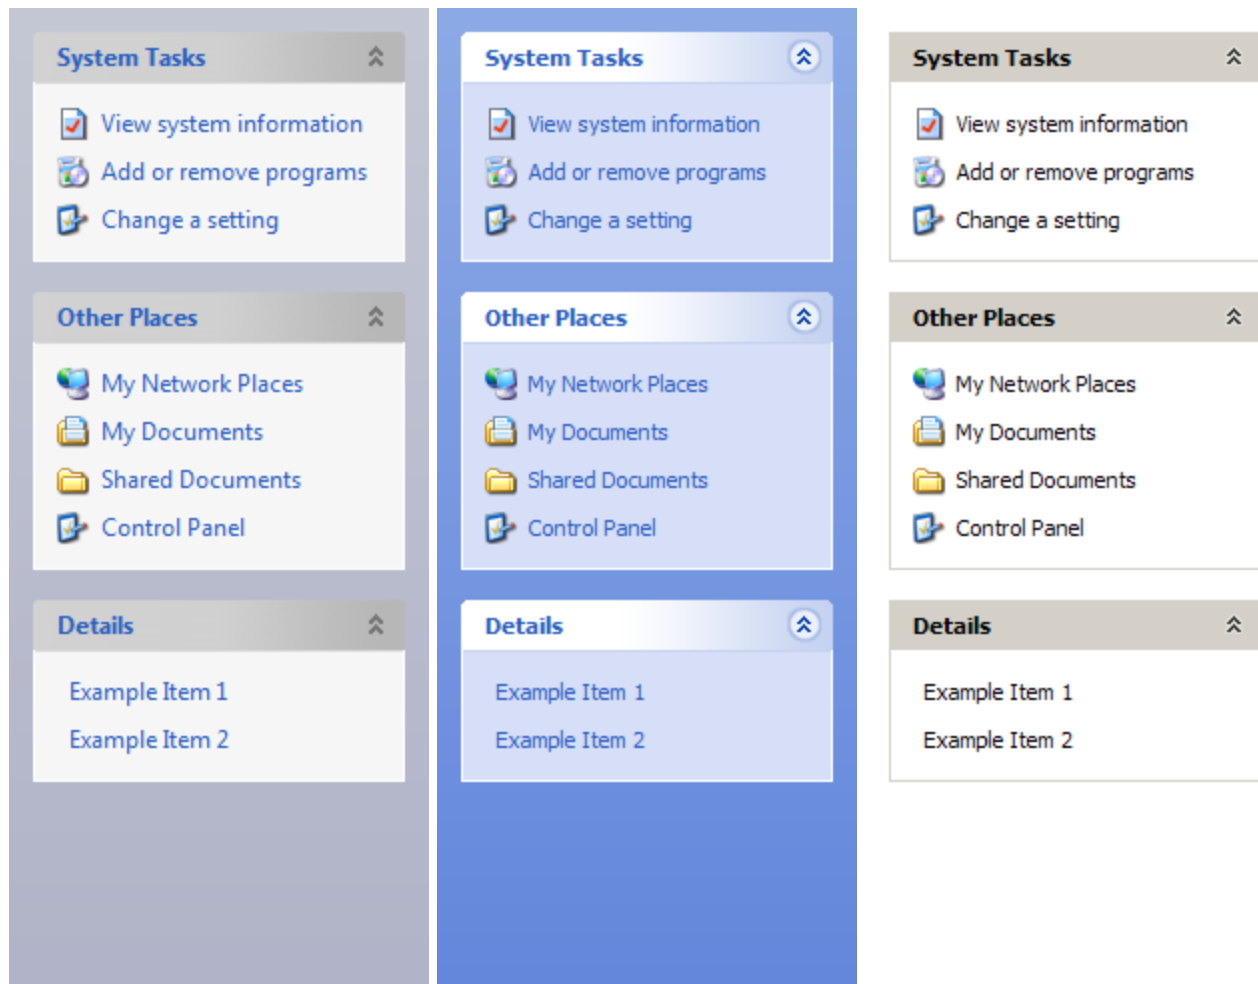 System Tasks
View system information
Add or remove programs
Change a setting
Other Places
My Network Places
My Documents
Shared Documents
Control Panel
Details
Example Item 1
Example Item 2
System Tasks
View system information
Add or remove programs
Change a setting
Other Places
My Network Places
My Documents
Shared Documents
Control Panel
Details
Example Item 1
Example Item 2
System Tasks
View system information
Add or remove programs
Change a setting
Other Places
My Network Places
My Documents
Shared Documents
Control Panel
Details
Example Item 1
Example Item 2